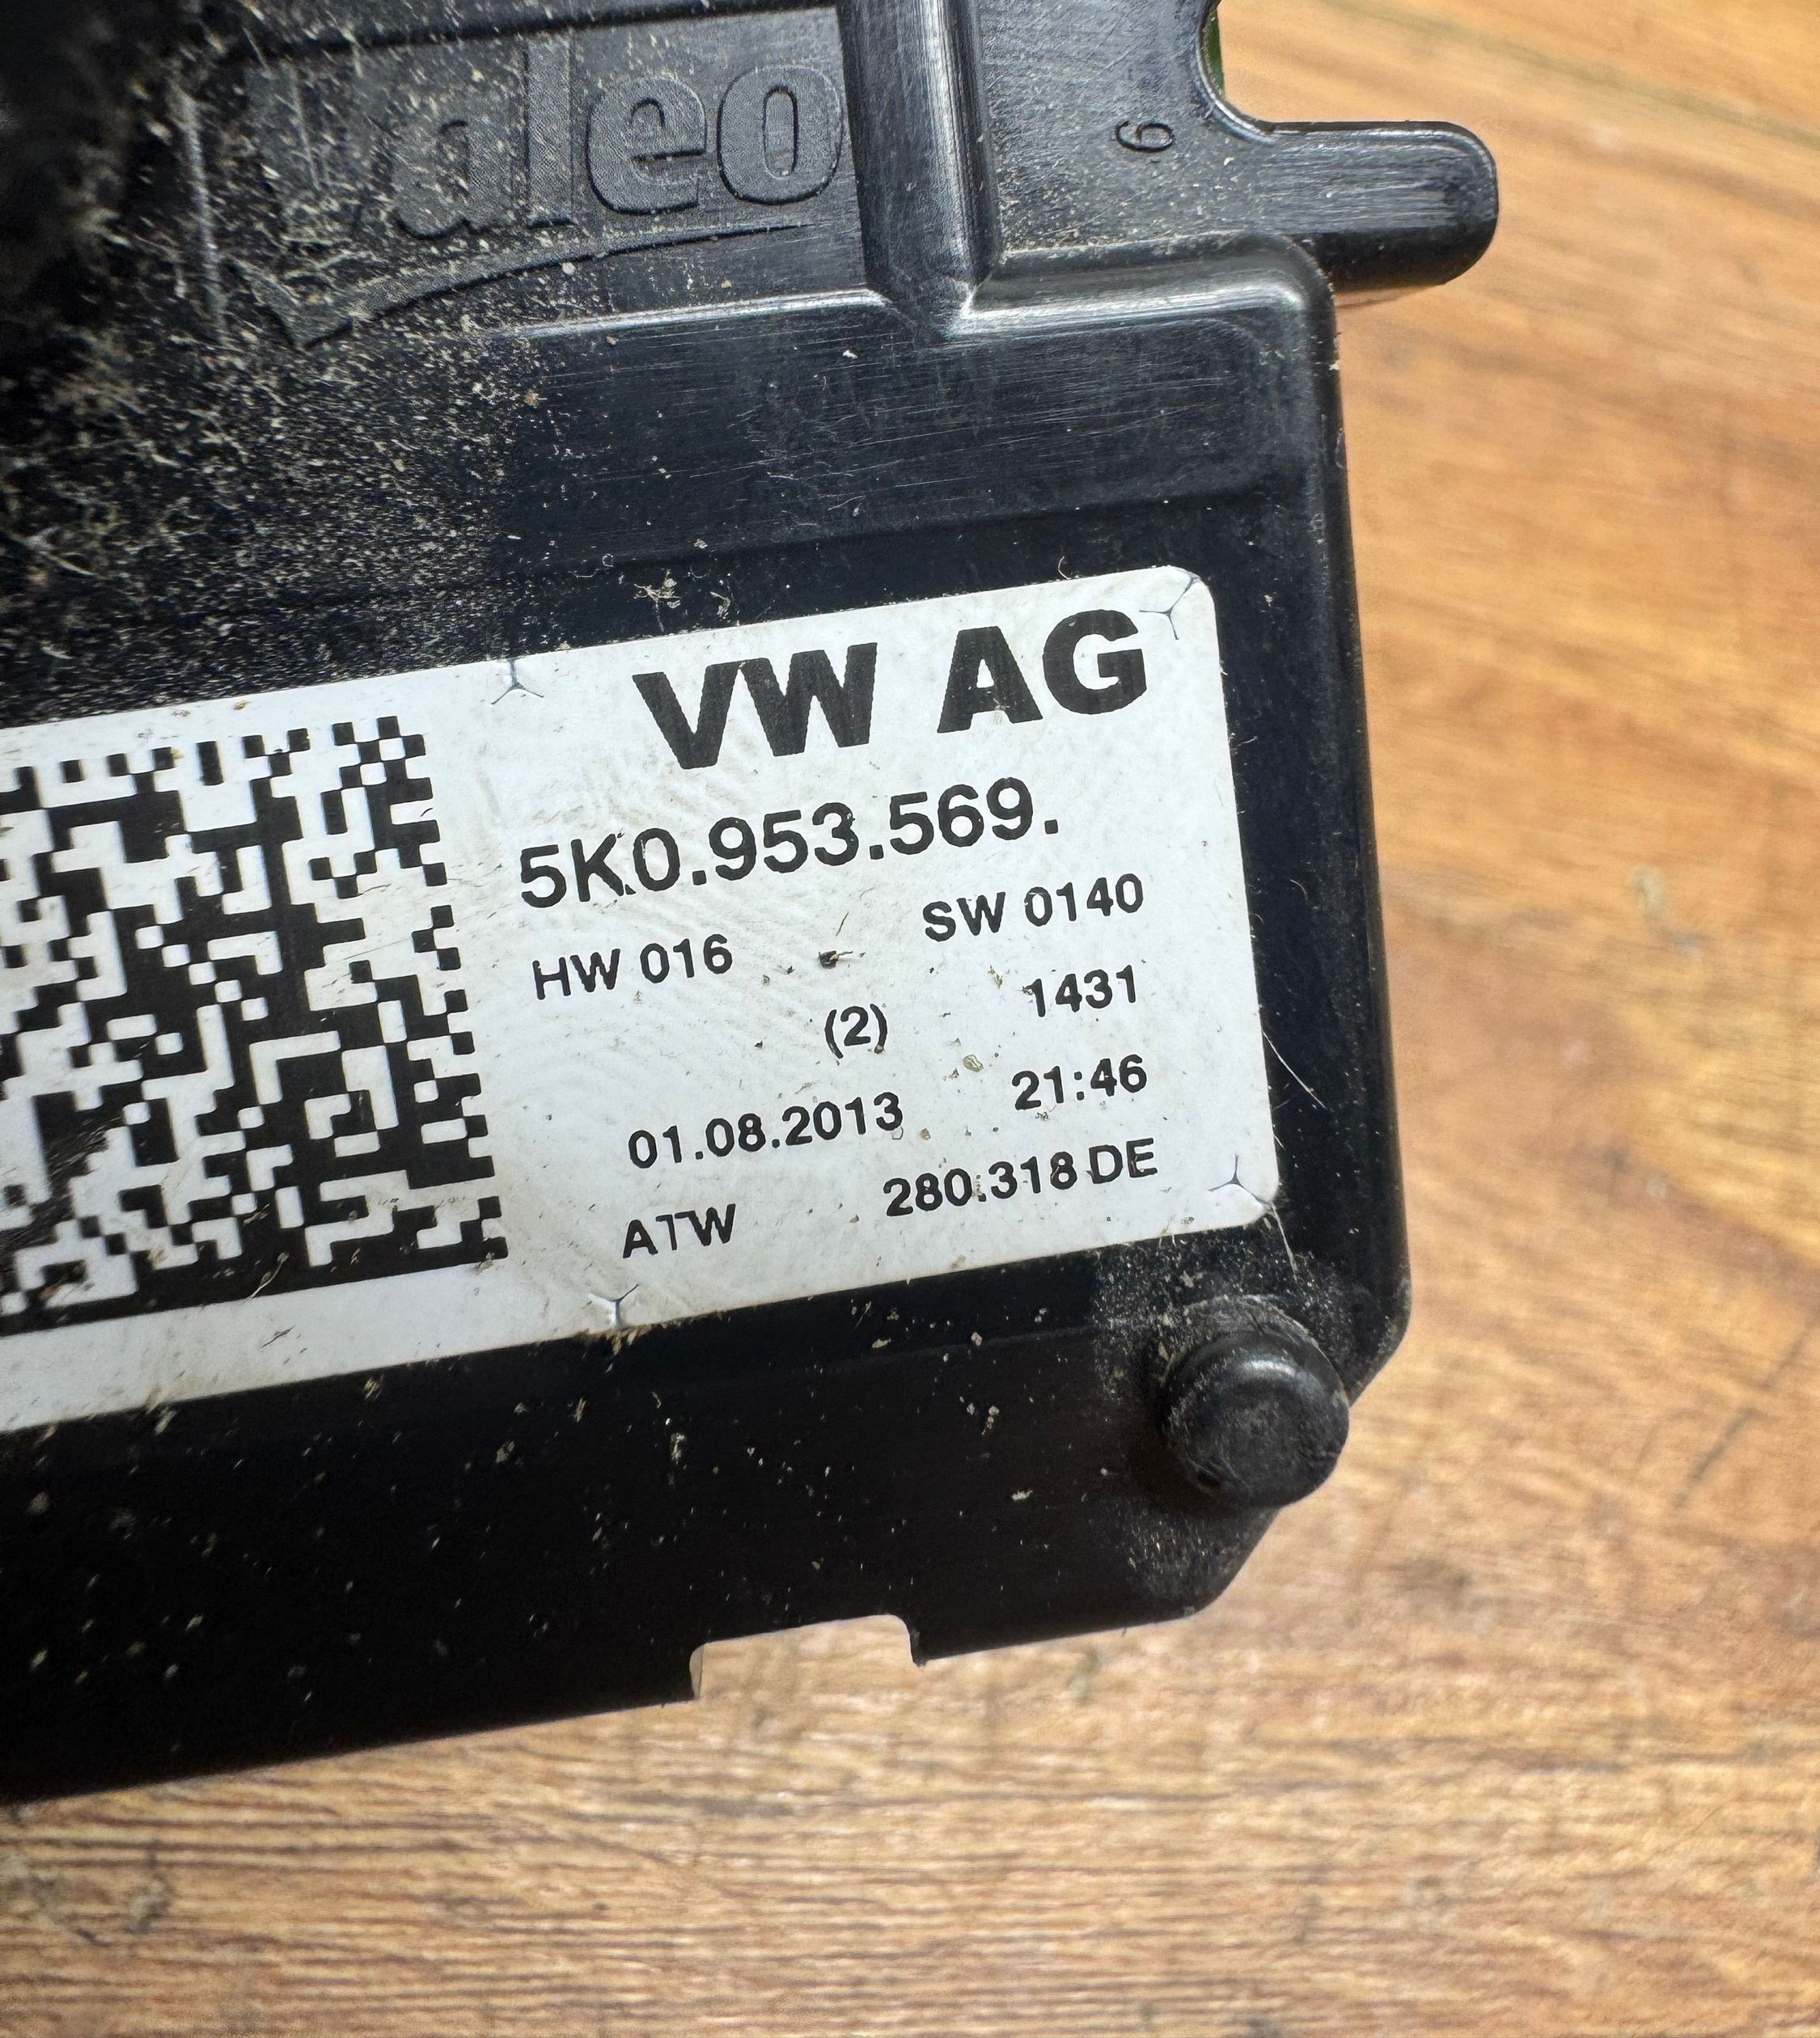 Valeo
6
VW AG
5K0.953.569.
HW 016 SW 0140
(2) 1431
01.08.2013 21:46
ATW 280.318 DE